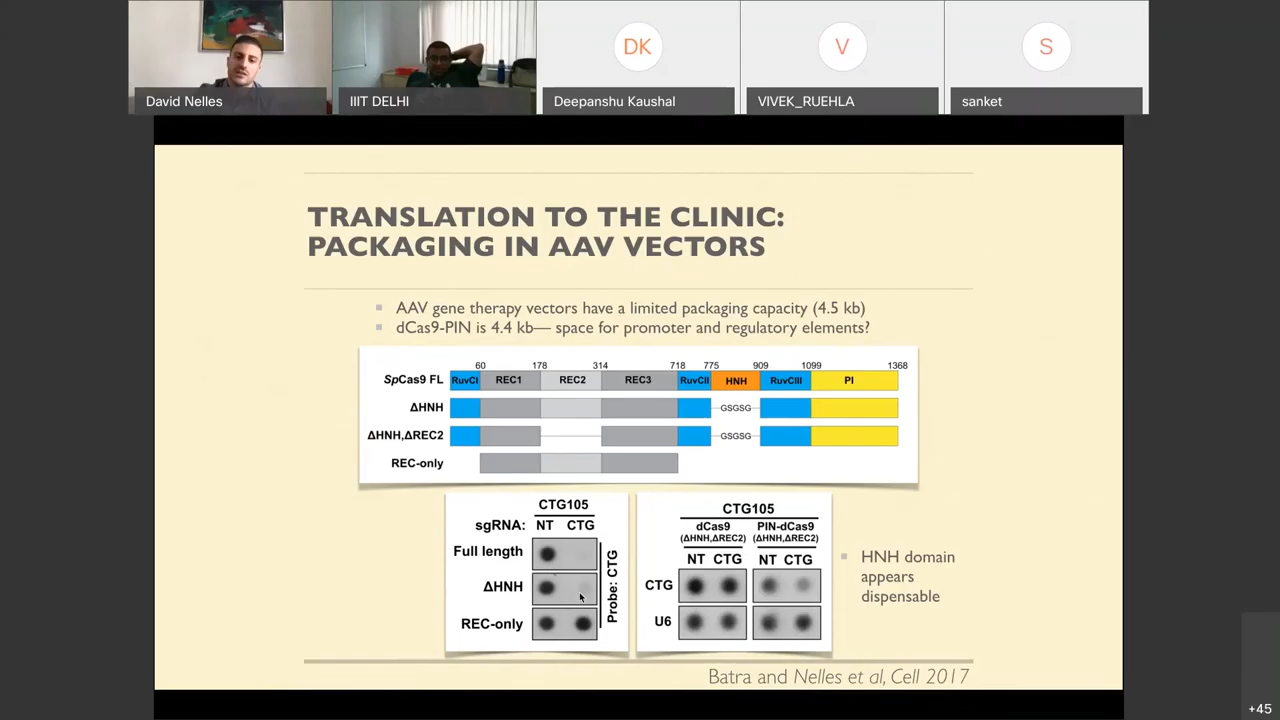 DK
V
S
David Nelles
IIIT DELHI
Deepanshu Kaushal
VIVEK_RUEHLA
sanket
TRANSLATION TO THE CLINIC:
PACKAGING IN AAV VECTORS
AAV gene therapy vectors have a limited packaging capacity (4.5 kb)
dCas9-PIN is 4.4 kb— space for promoter and regulatory elements?
60 178 314 718 775 909 1099 1368
SpCas9 FL RuvCI REC1 REC2 REC3 RuvCII HNH RuvCIII PI
ΔHNH GSGSG
ΔHNH,ΔREC2 GSGSG
REC-only
CTG105
sgRNA: NT CTG
Full length
ΔHNH
REC-only
Probe: CTG
CTG105
dCas9 PIN-dCas9
(ΔHNH,ΔREC2) (ΔHNH,ΔREC2)
NT CTG NT CTG
CTG
U6
HNH domain
appears
dispensable
Batra and Nelles et al, Cell 2017
+45